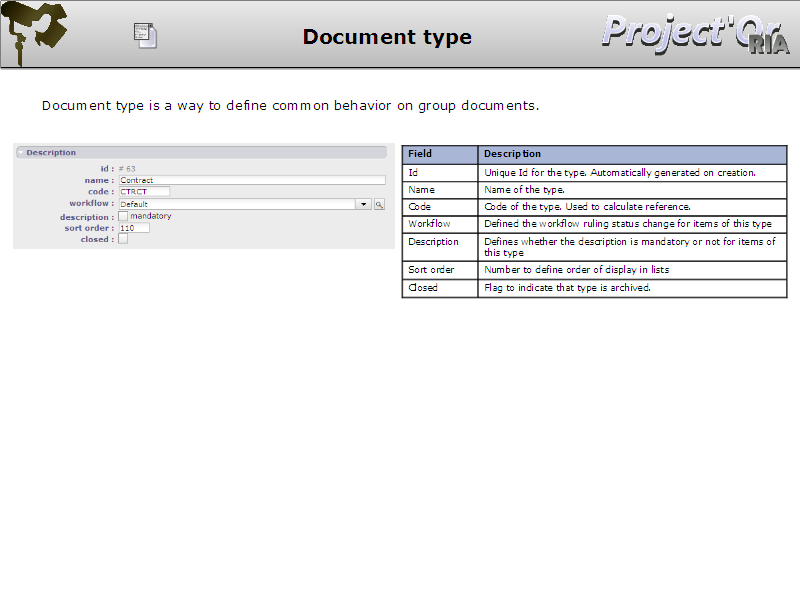 Document type
Project'Or
RIA
Document type is a way to define common behavior on group documents.
Description
id : # 63
name : Contract
code : CTRCT
workflow : Default
description : mandatory
sort order : 110
closed :
Field Description
Id Unique Id for the type. Automatically generated on creation.
Name Name of the type.
Code Code of the type. Used to calculate reference.
Workflow Defined the workflow ruling status change for items of this type
Description Defines whether the description is mandatory or not for items of
this type
Sort order Number to define order of display in lists
Closed Flag to indicate that type is archived.